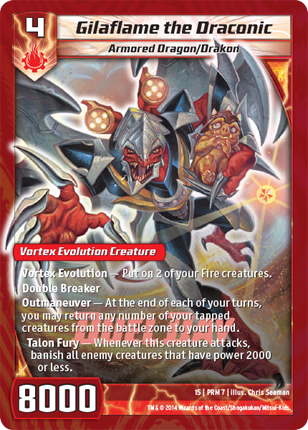 4
Gilaflame the Draconic
Armored Dragon/Drakon
Vortex Evolution Creature
Vortex Evolution — Put on 2 of your Fire creatures.
Double Breaker
Outmaneuver — At the end of each of your turns,
you may return any number of your tapped
creatures from the battle zone to your hand.
Talon Fury — Whenever this creature attacks,
banish all enemy creatures that have power 2000
or less.
8000
15 | PRM 7 | Illus. Chris Seaman
TM & © 2014 Wizards of the Coast/Shogakukan/Mitsui-Kids.